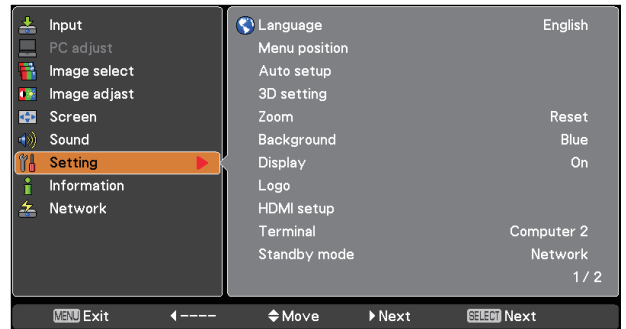 Input
PC adjust
Image select
Image adjast
Screen
Sound
Setting
Information
Network
Language English
Menu position
Auto setup
3D setting
Zoom Reset
Background Blue
Display On
Logo
HDMI setup
Terminal Computer 2
Standby mode Network
1 / 2
MENU Exit ◀---- ◆Move ▶Next SELECT Next